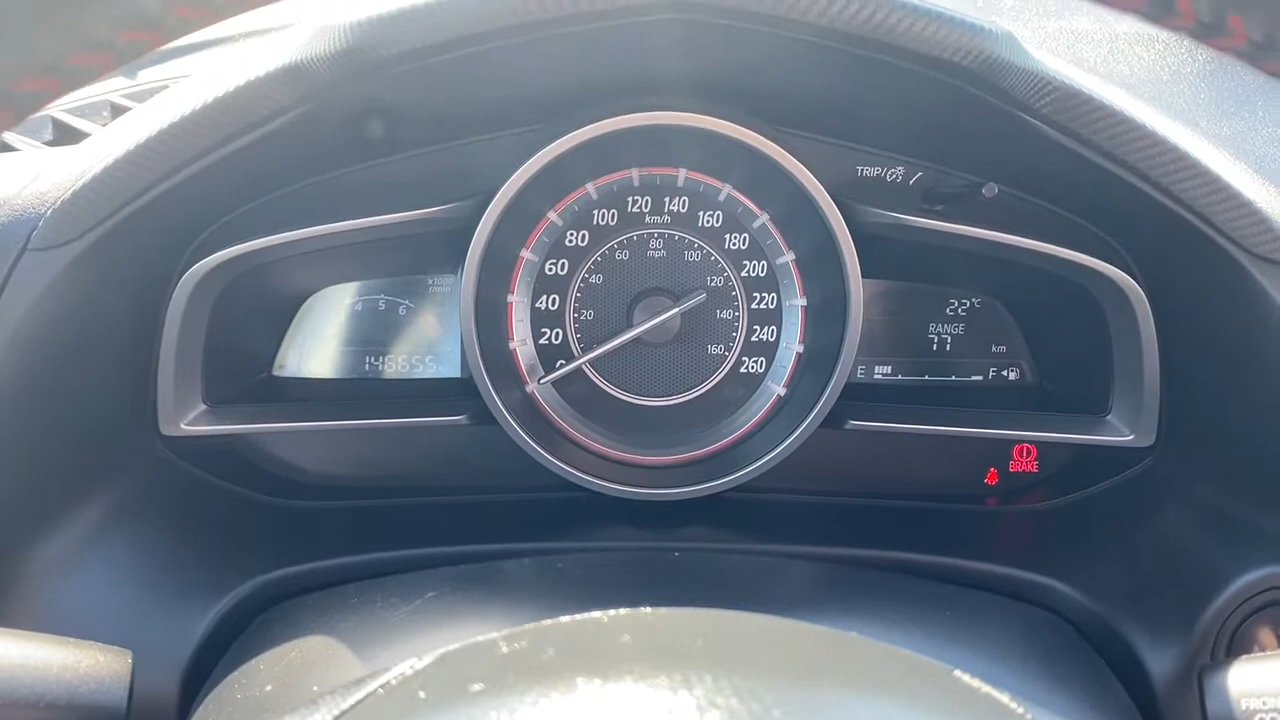 TRIP/
x1000
r/min
4 5 6
146655
0 20 40 60 80 100 120 140 160 180 200 220 240 260
km/h
20 40 60 80 100 120 140 160
mph
22°C
RANGE
77 km
E F
BRAKE
FRON